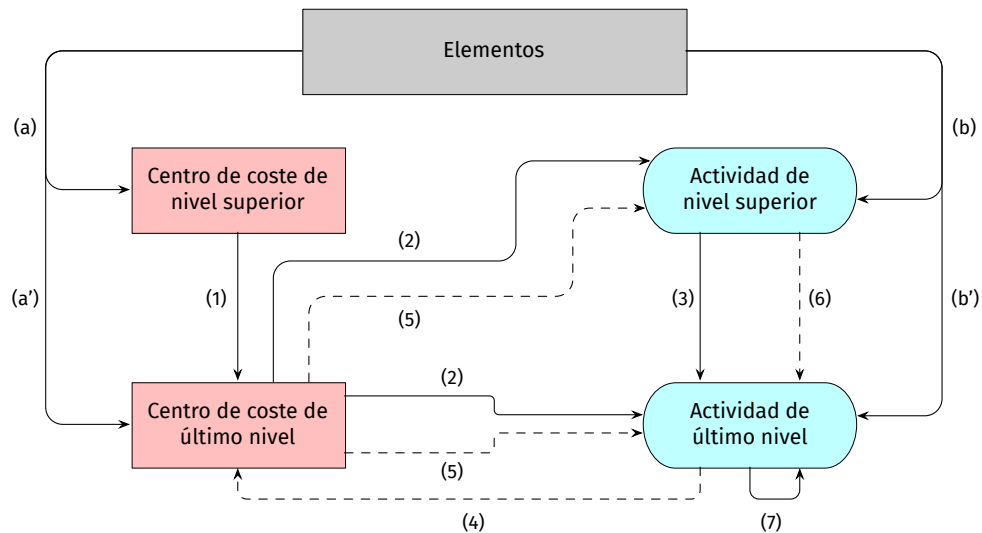 Elementos
(a)
(b)
Centro de coste de
nivel superior
Actividad de
nivel superior
(2)
(a’)
(1)
(5)
(3)
(6)
(b’)
(2)
Centro de coste de
último nivel
Actividad de
último nivel
(5)
(4)
(7)